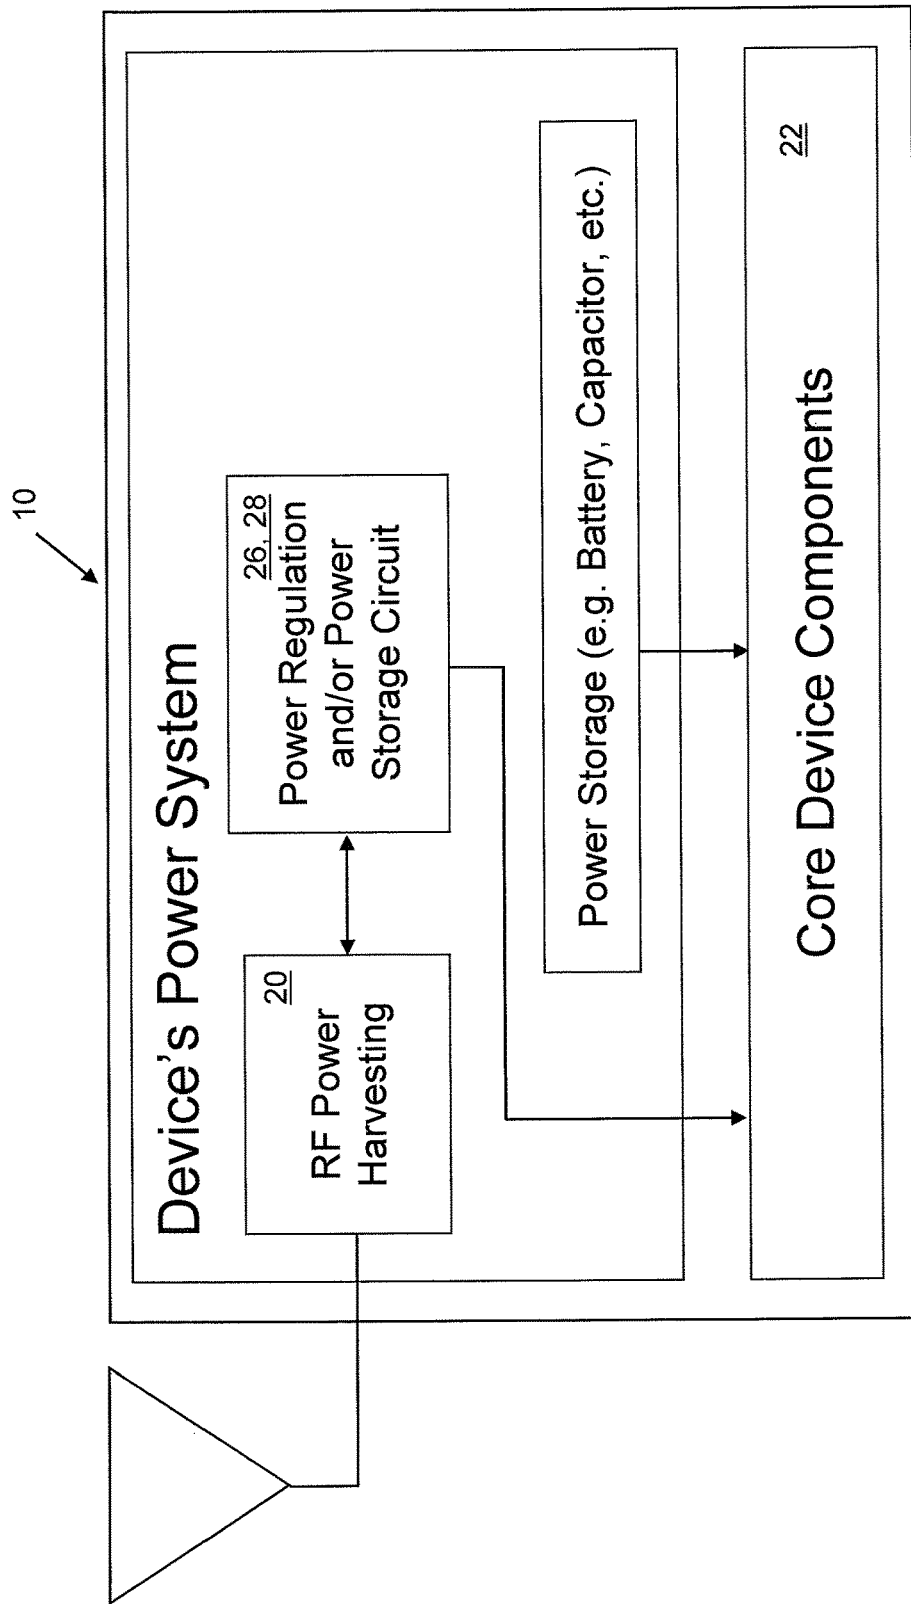 10
Device's Power System
20
RF Power
Harvesting
26, 28
Power Regulation
and/or Power
Storage Circuit
Power Storage (e.g. Battery, Capacitor, etc.)
22
Core Device Components